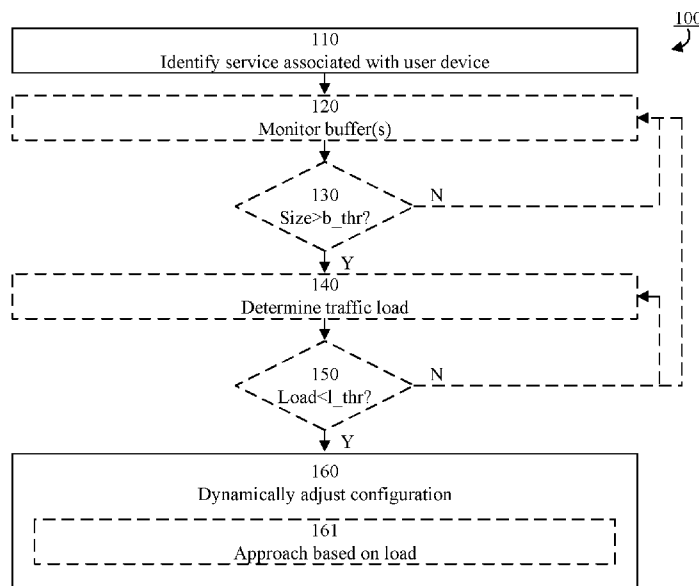 100
110
Identify service associated with user device
120
Monitor buffer(s)
130
N
Size>b_thr?
Y
140
Determine traffic load
150
N
Load<l_thr?
Y
160
Dynamically adjust configuration
161
Approach based on load